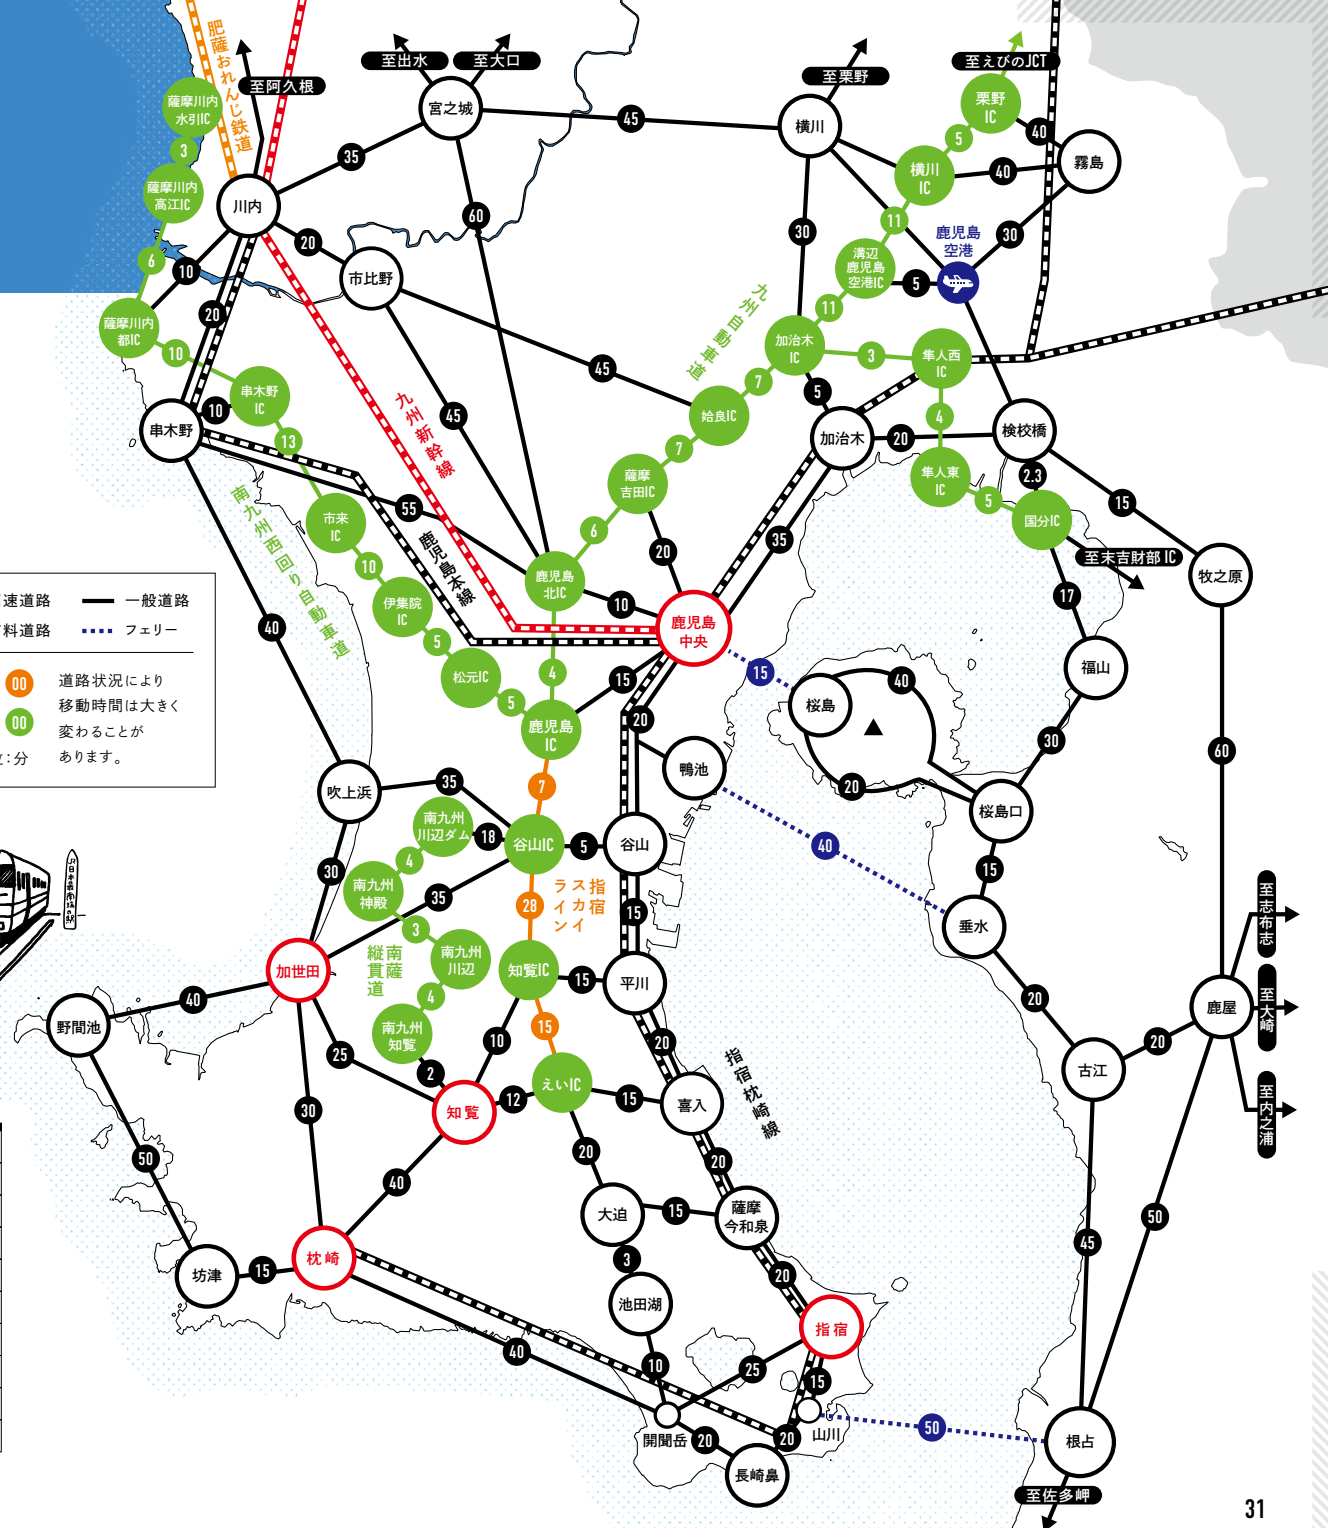 肥薩おれんじ鉄道
至阿久根
至出水
至大口
至栗野
至えびのJCT
薩摩川内
水引IC
宮之城
横川
栗野
IC
3
45
5
40
35
横川
IC
40
霧島
薩摩川内
高江IC
川内
60
11
30
鹿児島
空港
30
20
溝辺
鹿児島
空港IC
5
6
10
市比野
20
11
薩摩川内
都IC
九州自動車道
加治木
IC
3
隼人西
IC
10
45
7
5
4
串木野
IC
10
九州新幹線
45
姶良IC
串木野
13
加治木
20
検校橋
7
隼人東
IC
2.3
薩摩
吉田IC
5
15
55
市来
IC
国分IC
南九州西回り自動車道
鹿児島本線
6
20
35
至末吉財部IC
10
鹿児島
北IC
牧之原
17
速道路
一般道路
料道路
フェリー
00
00
道路状況により
移動時間は大きく
変わることが
あります。
:分
伊集院
IC
10
鹿児島
中央
40
5
松元IC
4
15
15
福山
5
20
桜島
40
鹿児島
IC
30
60
鴨池
20
吹上浜
35
7
桜島口
南九州
川辺ダム
18
谷山IC
5
谷山
40
15
30
4
JR日本最南端の駅
南九州
神殿
35
28
指宿スカイライン
15
垂水
至志布志
3
南薩縦貫道
南九州
川辺
加世田
知覧IC
15
平川
40
4
20
鹿屋
至大崎
野間池
南九州
知覧
15
10
20
20
25
2
えいIC
指宿枕崎線
古江
30
知覧
12
15
喜入
至内之浦
50
20
20
40
大迫
15
薩摩
今和泉
50
45
枕崎
3
坊津
15
20
池田湖
指宿
40
10
25
15
開聞岳
20
20
山川
50
根占
長崎鼻
至佐多岬
31